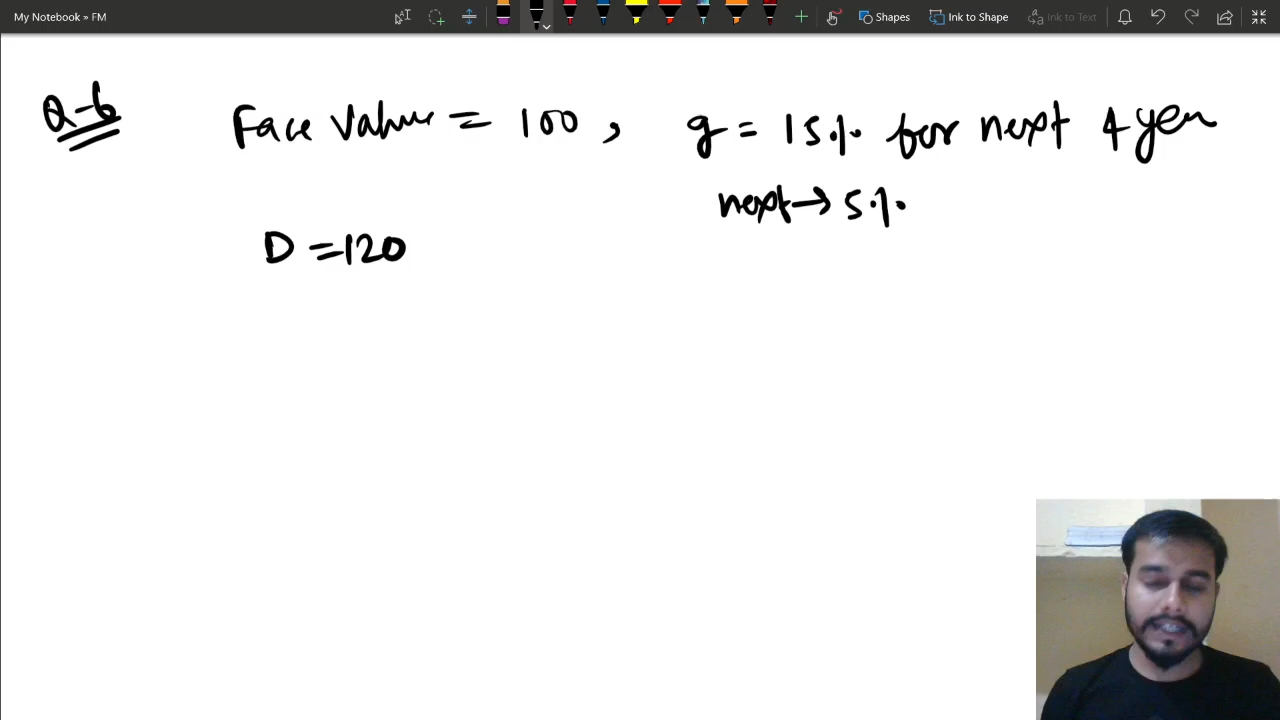 My Notebook » FM
Shapes
Ink to Shape
Ink to Text
Q-6
Face Value = 100, g = 15% for next 4 year
next → 5%
D = 120